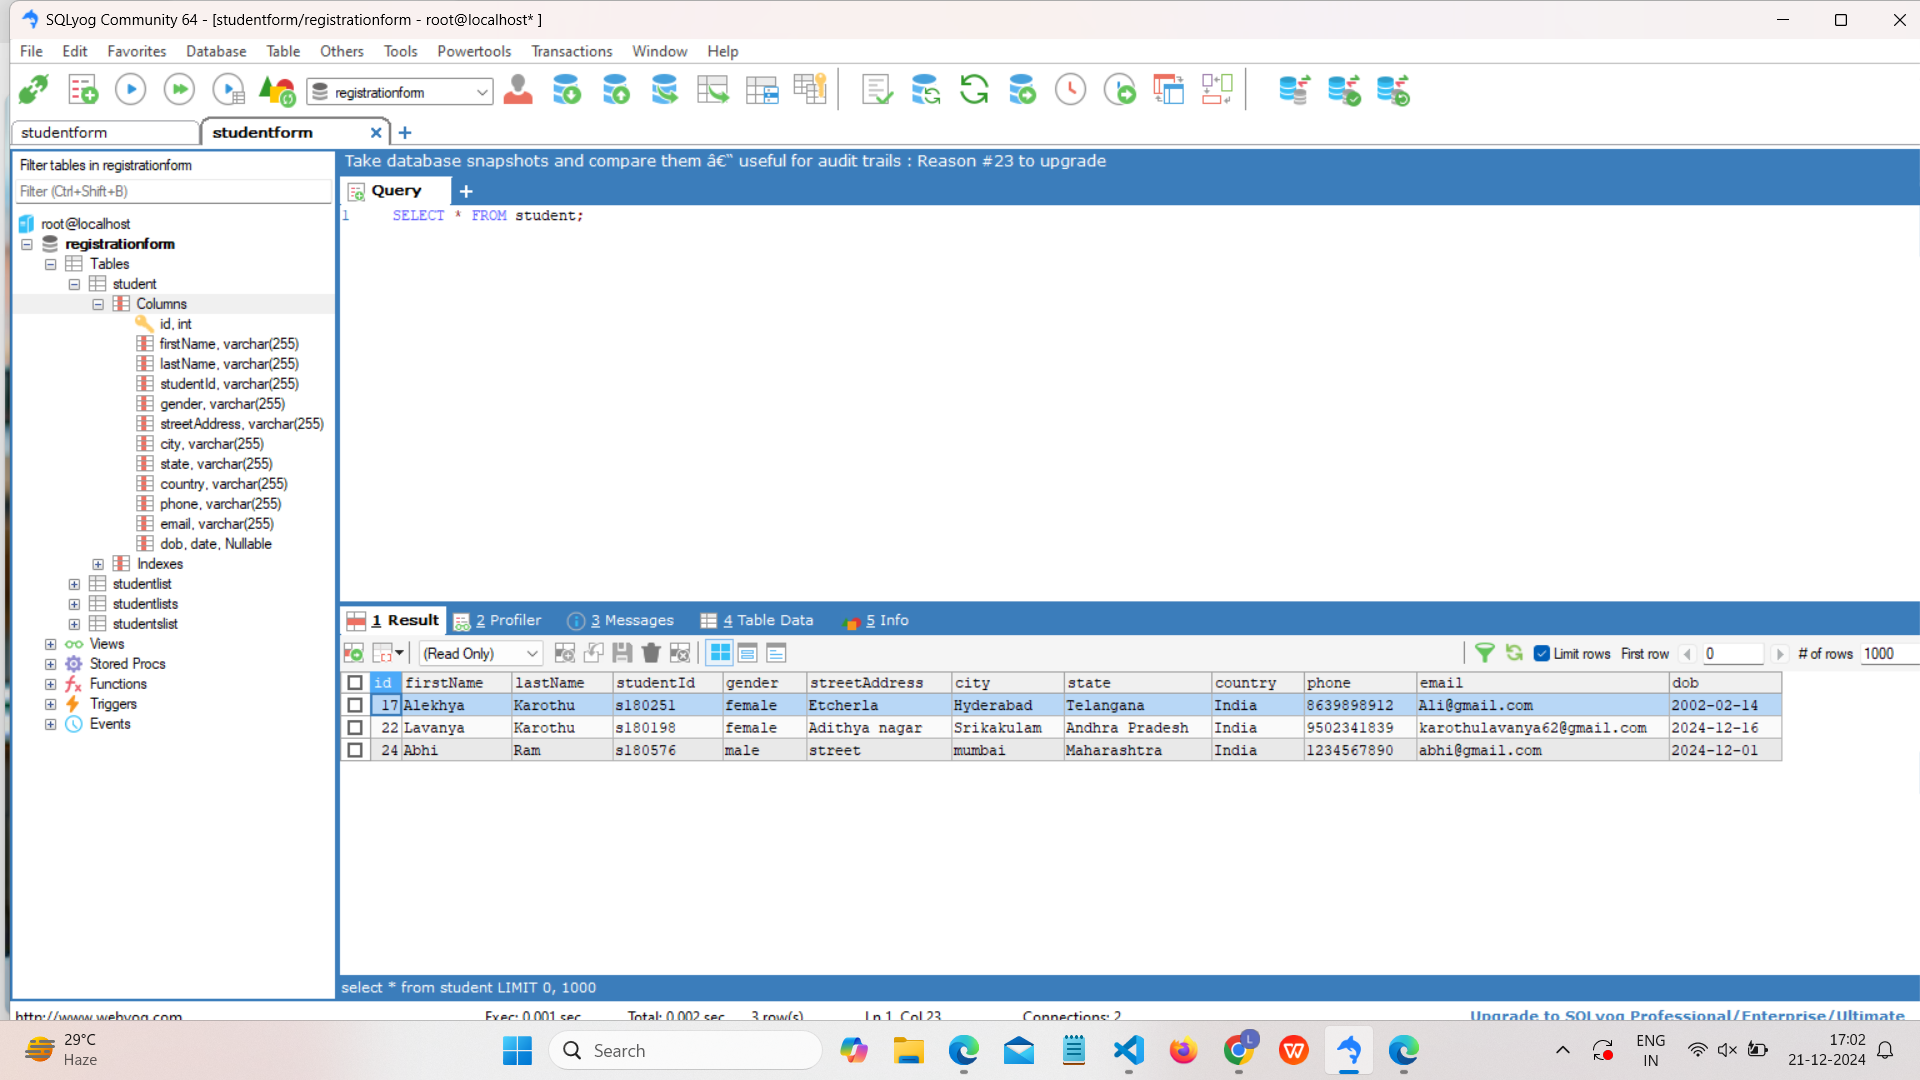 SQLyog Community 64 - [studentform/registrationform - root@localhost* ]
File Edit Favorites Database Table Others Tools Powertools Transactions Window Help
registrationform
studentform
studentform
Filter tables in registrationform
Filter (Ctrl+Shift+B)
root@localhost
registrationform
Tables
student
Columns
id, int
firstName, varchar(255)
lastName, varchar(255)
studentId, varchar(255)
gender, varchar(255)
streetAddress, varchar(255)
city, varchar(255)
state, varchar(255)
country, varchar(255)
phone, varchar(255)
email, varchar(255)
dob, date, Nullable
Indexes
studentlist
studentlists
studentslist
Views
Stored Procs
Functions
Triggers
Events
Take database snapshots and compare them â€“ useful for audit trails : Reason #23 to upgrade
Query
1 SELECT * FROM student;
1 Result 2 Profiler 3 Messages 4 Table Data 5 Info
(Read Only) Limit rows First row 0 # of rows 1000
id firstName lastName studentId gender streetAddress city state country phone email dob
17 Alekhya Karothu s180251 female Etcherla Hyderabad Telangana India 8639898912 Ali@gmail.com 2002-02-14
22 Lavanya Karothu s180198 female Adithya nagar Srikakulam Andhra Pradesh India 9502341839 karothulavanya62@gmail.com 2024-12-16
24 Abhi Ram s180576 male street mumbai Maharashtra India 1234567890 abhi@gmail.com 2024-12-01
select * from student LIMIT 0, 1000
http://www.webyog.com Exec: 0.001 sec Total: 0.002 sec 3 row(s) Ln 1, Col 23 Connections: 2 Upgrade to SQLyog Professional/Enterprise/Ultimate
29°C
Haze
Search
L
W
ENG
IN
17:02
21-12-2024